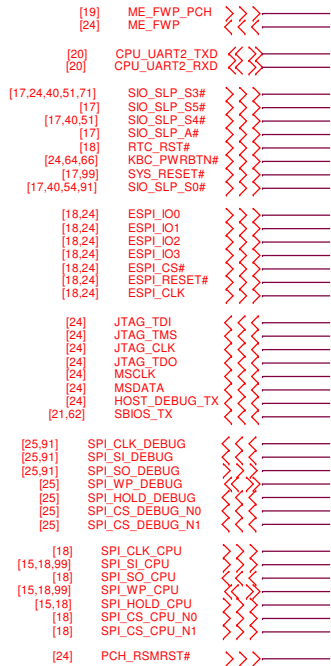 [19] ME_FWP_PCH
[24] ME_FWP
[20] CPU_UART2_TXD
[20] CPU_UART2_RXD
[17,24,40,51,71] SIO_SLP_S3#
[17] SIO_SLP_S5#
[17,40,51] SIO_SLP_S4#
[17] SIO_SLP_A#
[18] RTC_RST#
[24,64,66] KBC_PWRBTN#
[17,99] SYS_RESET#
[17,40,54,91] SIO_SLP_S0#
[18,24] ESPI_IO0
[18,24] ESPI_IO1
[18,24] ESPI_IO2
[18,24] ESPI_IO3
[18,24] ESPI_CS#
[18,24] ESPI_RESET#
[18,24] ESPI_CLK
[24] JTAG_TDI
[24] JTAG_TMS
[24] JTAG_CLK
[24] JTAG_TDO
[24] MSCLK
[24] MSDATA
[24] HOST_DEBUG_TX
[21,62] SBIOS_TX
[25,91] SPI_CLK_DEBUG
[25,91] SPI_SI_DEBUG
[25,91] SPI_SO_DEBUG
[25] SPI_WP_DEBUG
[25] SPI_HOLD_DEBUG
[25] SPI_CS_DEBUG_N0
[25] SPI_CS_DEBUG_N1
[18] SPI_CLK_CPU
[15,18,99] SPI_SI_CPU
[18] SPI_SO_CPU
[15,18,99] SPI_WP_CPU
[15,18] SPI_HOLD_CPU
[18] SPI_CS_CPU_N0
[18] SPI_CS_CPU_N1
[24] PCH_RSMRST#